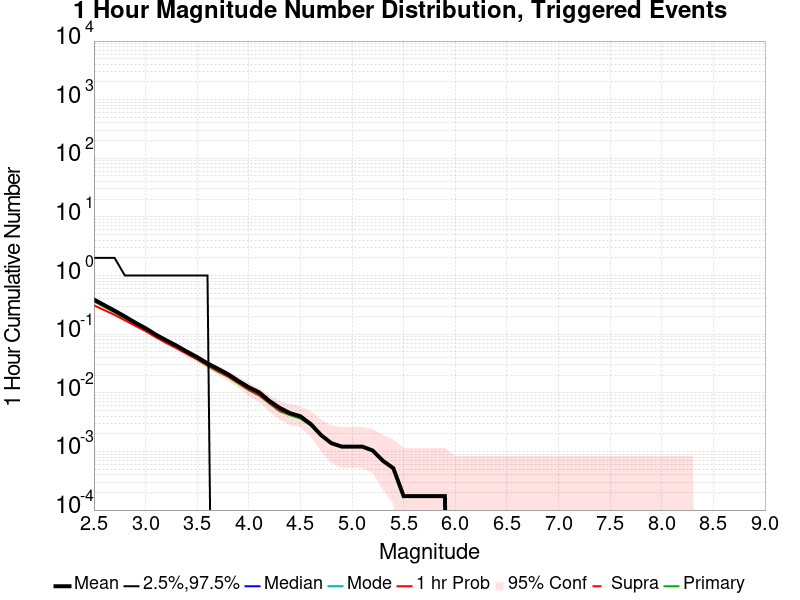 1 Hour Magnitude Number Distribution, Triggered Events
10 4
10 3
10 2
10 1
10 0
10 -1
10 -2
10 -3
10 -4
1 Hour Cumulative Number
2.5 3.0 3.5 4.0 4.5 5.0 5.5 6.0 6.5 7.0 7.5 8.0 8.5 9.0
Magnitude
Mean 2.5%,97.5% Median Mode 1 hr Prob 95% Conf Supra Primary